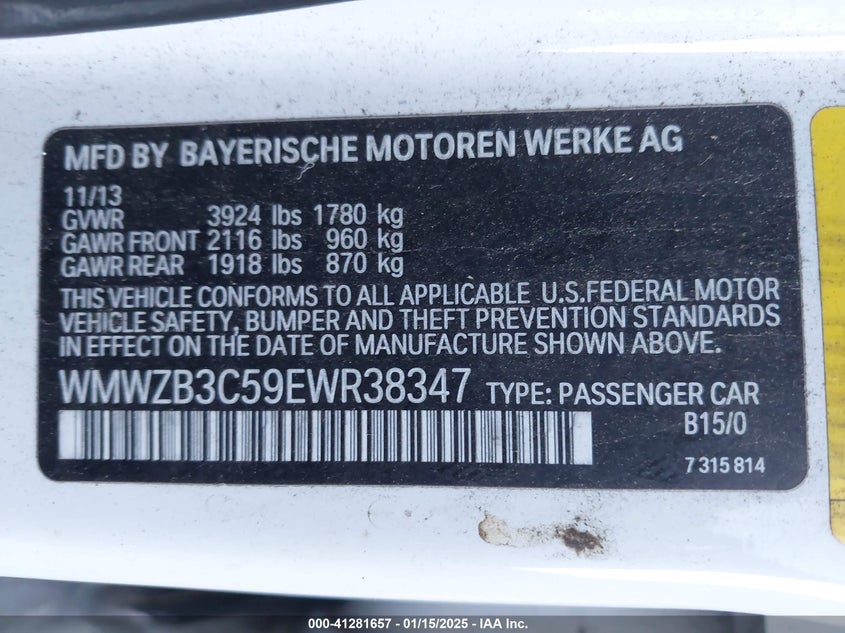 MFD BY BAYERISCHE MOTOREN WERKE AG
11/13
GVWR 3924 lbs 1780 kg
GAWR FRONT 2116 lbs 960 kg
GAWR REAR 1918 lbs 870 kg
THIS VEHICLE CONFORMS TO ALL APPLICABLE U.S.FEDERAL MOTOR
VEHICLE SAFETY, BUMPER AND THEFT PREVENTION STANDARDS
IN EFFECT ON THE DATE OF MANUFACTURE SHOWN ABOVE.
WMWZB3C59EWR38347 TYPE: PASSENGER CAR
B15/0
7 315 814
000-41281657 - 01/15/2025 - IAA Inc.